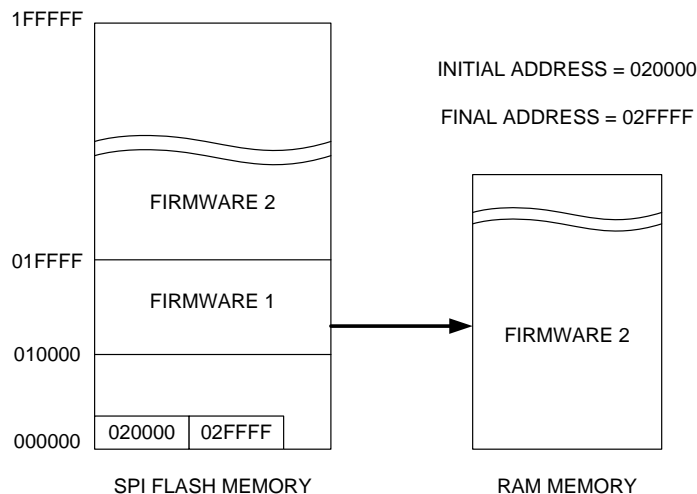 1FFFFF
INITIAL ADDRESS = 020000
FINAL ADDRESS = 02FFFF
FIRMWARE 2
01FFFF
FIRMWARE 1
FIRMWARE 2
010000
020000 02FFFF
000000
SPI FLASH MEMORY RAM MEMORY